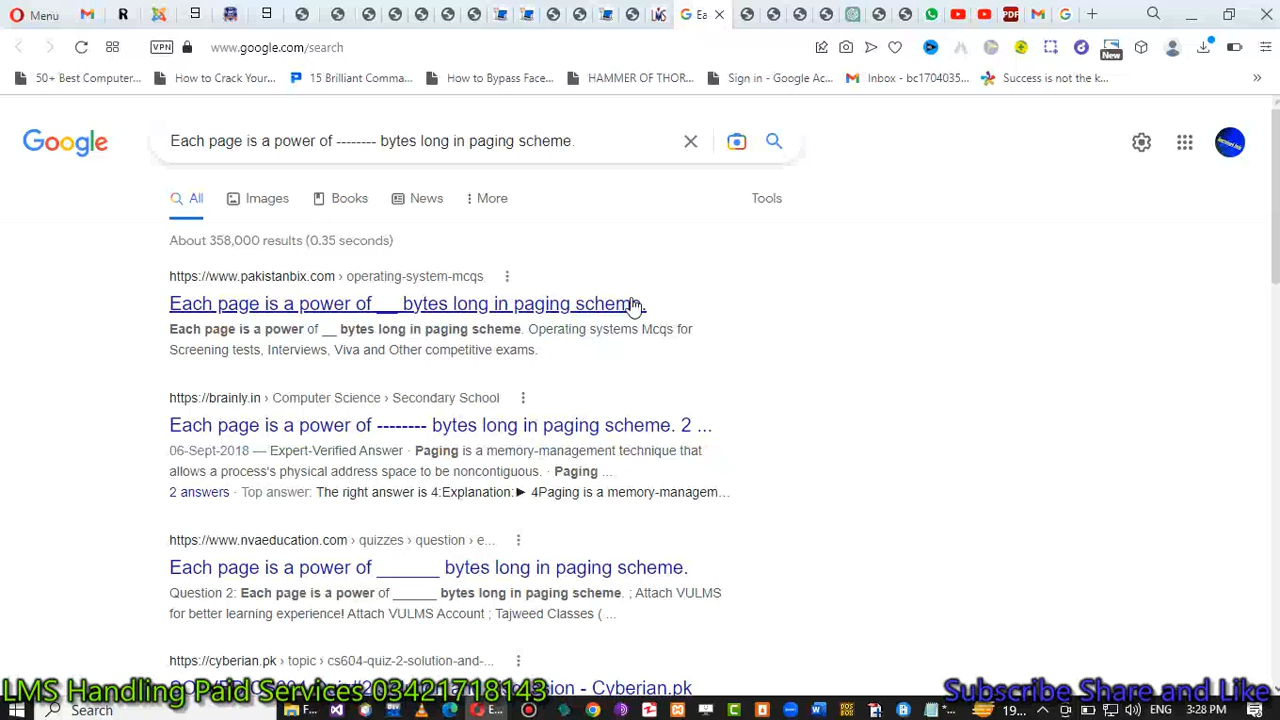 Menu
Ea
www.google.com/search
VPN
New
50+ Best Computer...
How to Crack Your...
15 Brilliant Comma...
How to Bypass Face...
HAMMER OF THOR...
Sign in - Google Ac...
Inbox - bc1704035...
Success is not the k...
Google
Each page is a power of -------- bytes long in paging scheme.
All
Images
Books
News
More
Tools
About 358,000 results (0.35 seconds)
https://www.pakistanbix.com › operating-system-mcqs
Each page is a power of __ bytes long in paging scheme.
Each page is a power of __ bytes long in paging scheme. Operating systems Mcqs for
Screening tests, Interviews, Viva and Other competitive exams.
https://brainly.in › Computer Science › Secondary School
Each page is a power of -------- bytes long in paging scheme. 2 ...
06-Sept-2018 — Expert-Verified Answer · Paging is a memory-management technique that
allows a process's physical address space to be noncontiguous. · Paging ...
2 answers · Top answer: The right answer is 4:Explanation:► 4Paging is a memory-managem...
https://www.nvaeducation.com › quizzes › question › e...
Each page is a power of ______ bytes long in paging scheme.
Question 2: Each page is a power of ______ bytes long in paging scheme. ; Attach VULMS
for better learning experience! Attach VULMS Account ; Tajweed Classes ( ...
https://cyberian.pk › topic › cs604-quiz-2-solution-and-...
- Cyberian.pk
LMS Handling Paid Services 03421718143
Subscribe Share and Like
Search
F...
E...
19...
ENG
3:28 PM